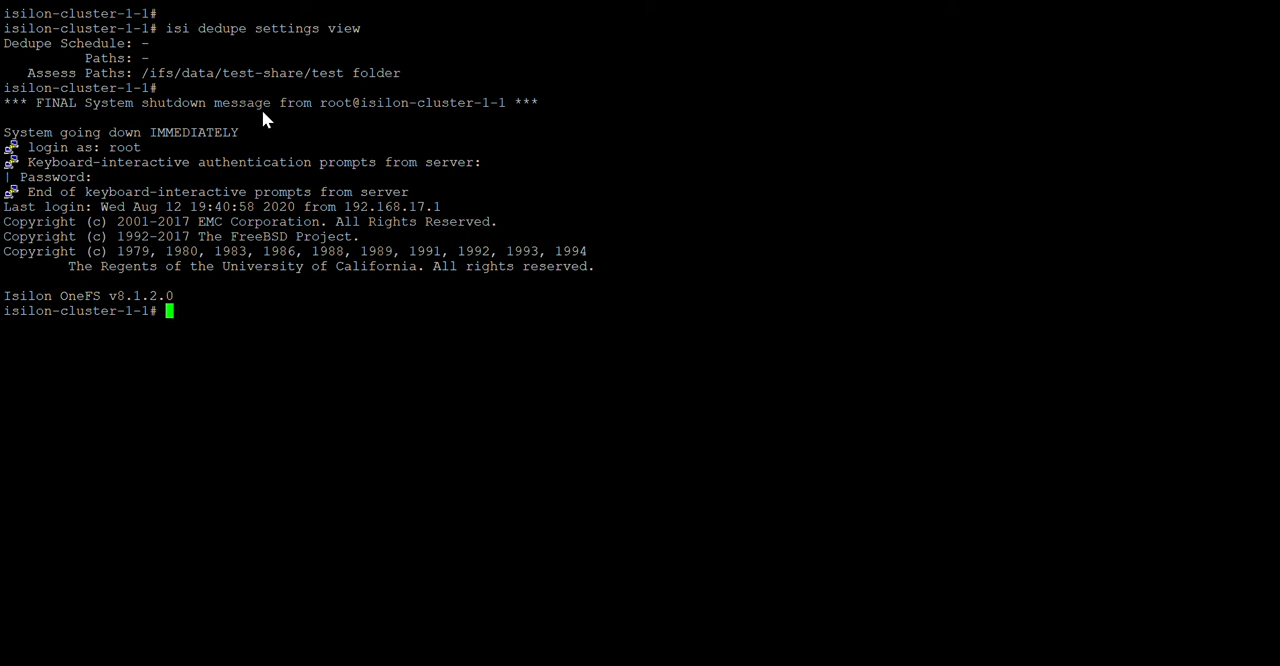 isilon-cluster-1-1#
isilon-cluster-1-1# isi dedupe settings view
Dedupe Schedule: -
          Paths: -
   Assess Paths: /ifs/data/test-share/test folder
isilon-cluster-1-1#
*** FINAL System shutdown message from root@isilon-cluster-1-1 ***
System going down IMMEDIATELY
login as: root
Keyboard-interactive authentication prompts from server:
| Password:
End of keyboard-interactive prompts from server
Last login: Wed Aug 12 19:40:58 2020 from 192.168.17.1
Copyright (c) 2001-2017 EMC Corporation. All Rights Reserved.
Copyright (c) 1992-2017 The FreeBSD Project.
Copyright (c) 1979, 1980, 1983, 1986, 1988, 1989, 1991, 1992, 1993, 1994
        The Regents of the University of California. All rights reserved.
Isilon OneFS v8.1.2.0
isilon-cluster-1-1#